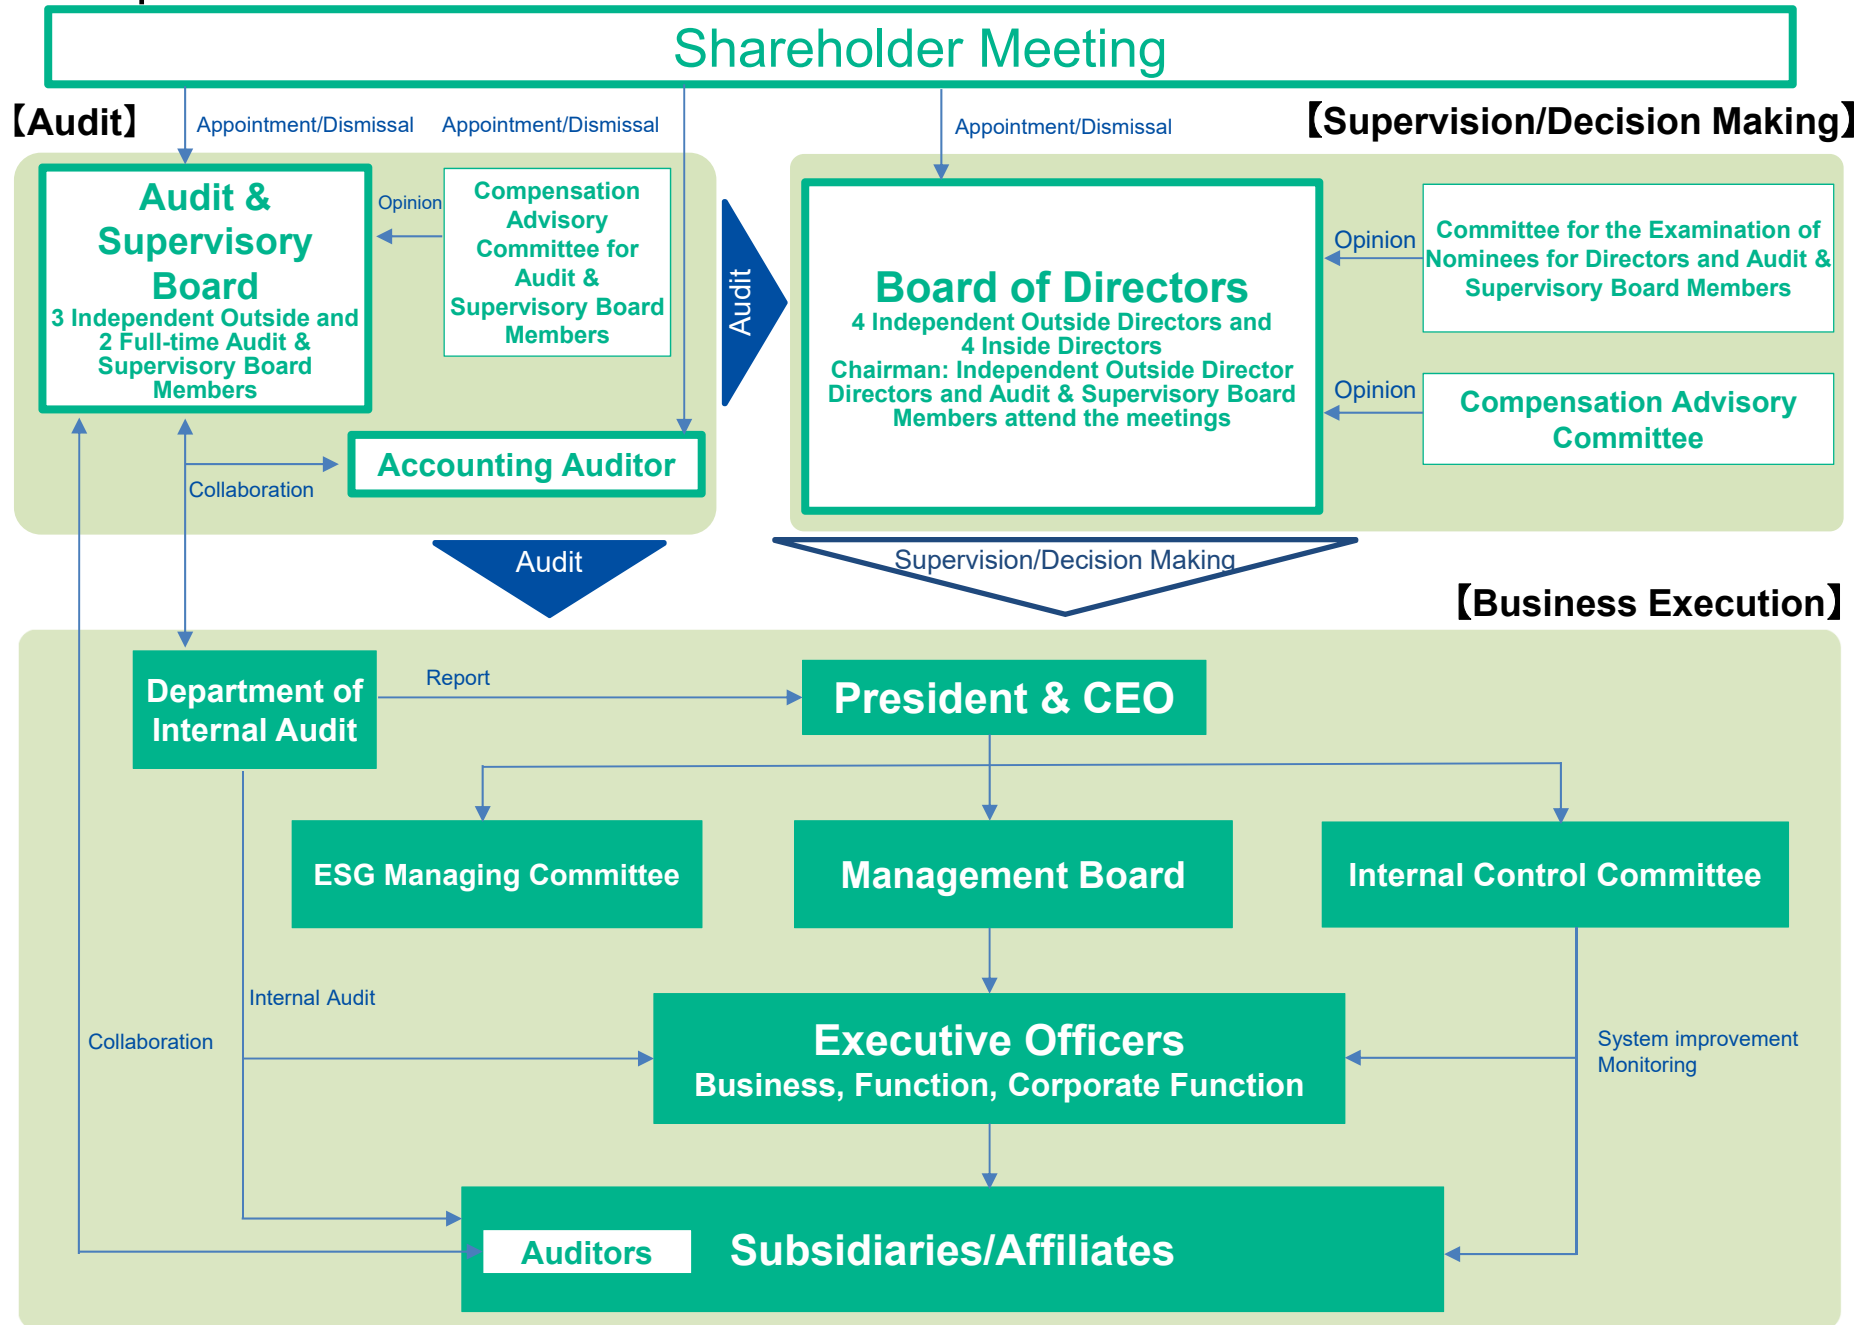 Shareholder Meeting
【Audit】
Appointment/Dismissal
Appointment/Dismissal
Appointment/Dismissal
【Supervision/Decision Making】
Audit &
Supervisory
Board
3 Independent Outside and
2 Full-time Audit &
Supervisory Board
Members
Opinion
Compensation
Advisory
Committee for
Audit &
Supervisory Board
Members
Accounting Auditor
Collaboration
Audit
Board of Directors
4 Independent Outside Directors and
4 Inside Directors
Chairman: Independent Outside Director
Directors and Audit & Supervisory Board
Members attend the meetings
Opinion
Committee for the Examination of
Nominees for Directors and Audit &
Supervisory Board Members
Opinion
Compensation Advisory
Committee
Audit
Supervision/Decision Making
【Business Execution】
Department of
Internal Audit
Report
President & CEO
ESG Managing Committee
Management Board
Internal Control Committee
Internal Audit
Collaboration
Executive Officers
Business, Function, Corporate Function
System improvement
Monitoring
Auditors
Subsidiaries/Affiliates